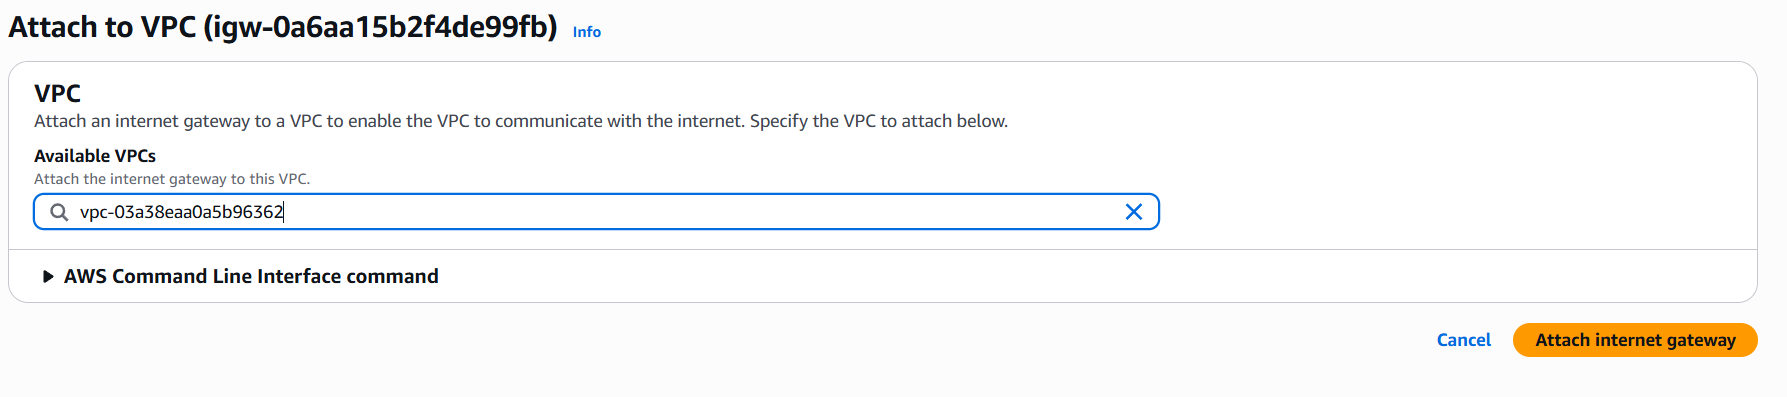 Attach to VPC (igw-0a6aa15b2f4de99fb) Info
VPC
Attach an internet gateway to a VPC to enable the VPC to communicate with the internet. Specify the VPC to attach below.
Available VPCs
Attach the internet gateway to this VPC.
vpc-03a38eaa0a5b96362
AWS Command Line Interface command
Cancel Attach internet gateway